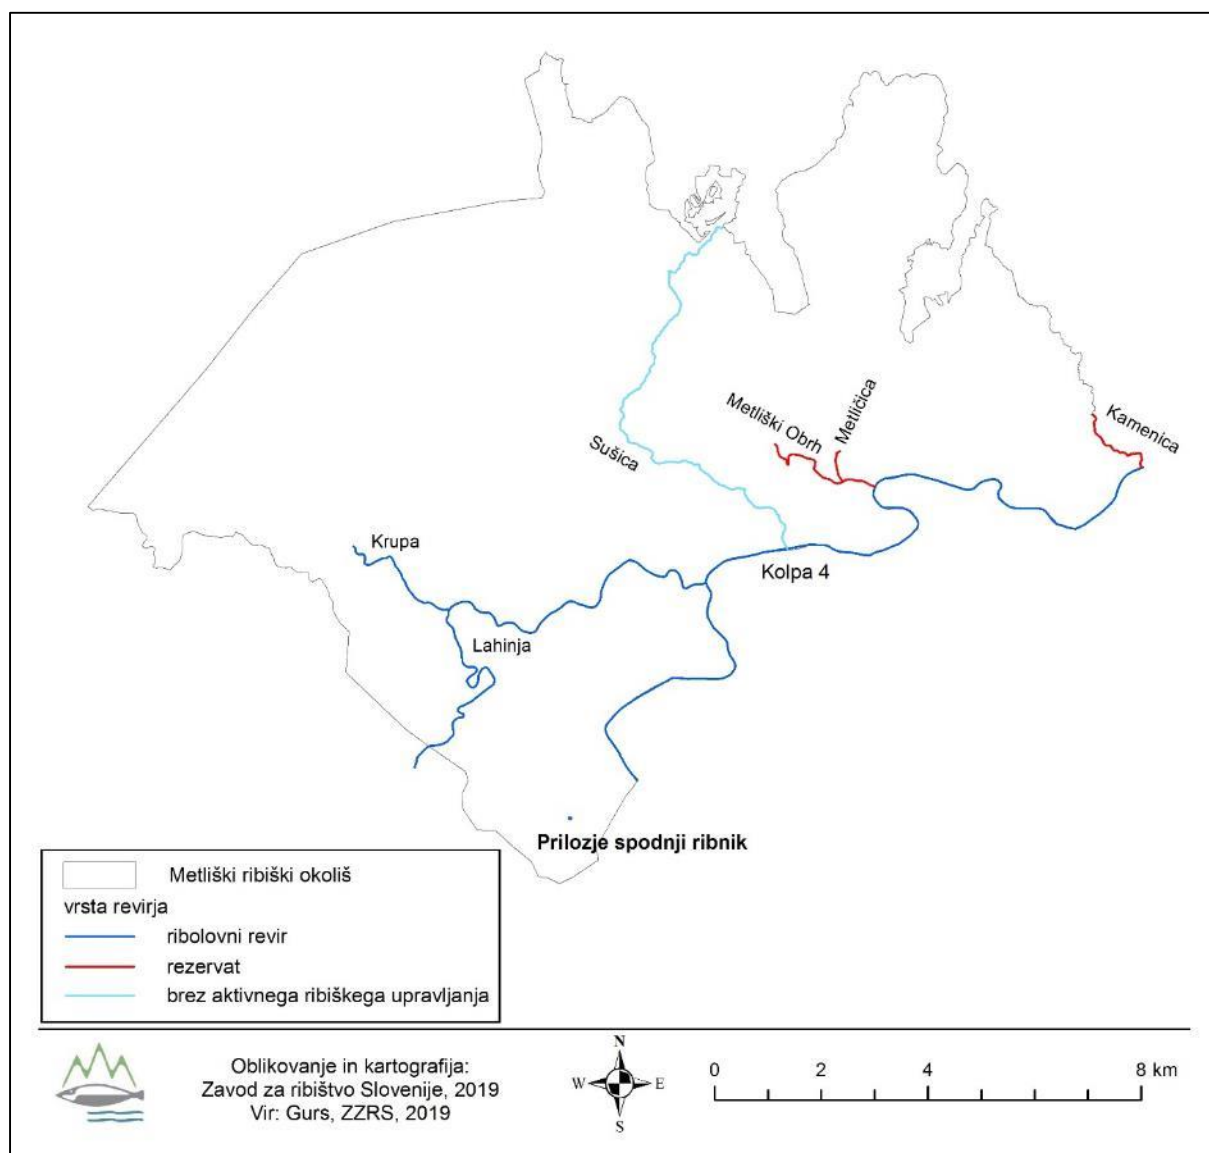 Metliški Obrh
Metličica
Kamenica
Sušica
Krupa
Kolpa 4
Lahinja
Prilozje spodnji ribnik
Metliški ribiški okoliš
vrsta revirja
ribolovni revir
rezervat
brez aktivnega ribiškega upravljanja
Oblikovanje in kartografija:
Zavod za ribištvo Slovenije, 2019
Vir: Gurs, ZZRS, 2019
N
W E
S
0 2 4 8 km